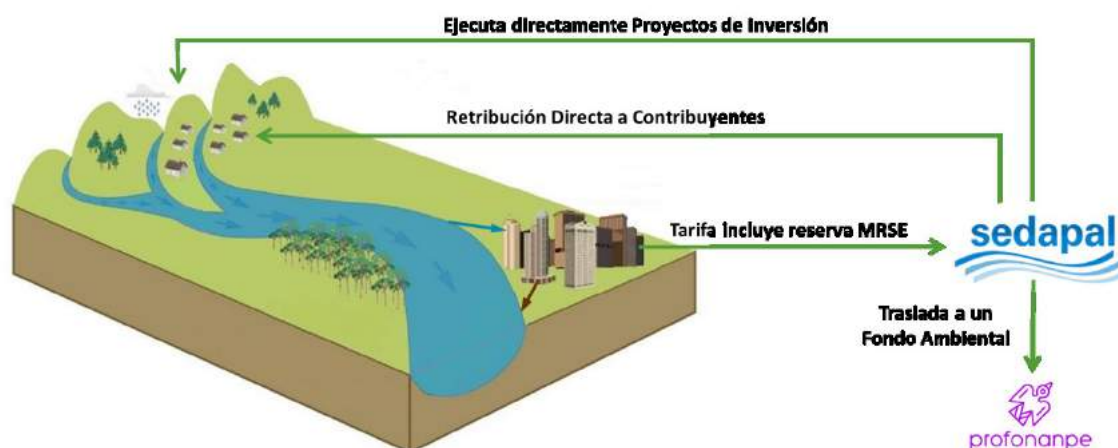 Ejecuta directamente Proyectos de Inversión
Retribución Directa a Contribuyentes
Tarifa incluye reserva MRSE
sedapal
Traslada a un
Fondo Ambiental
profonanpe